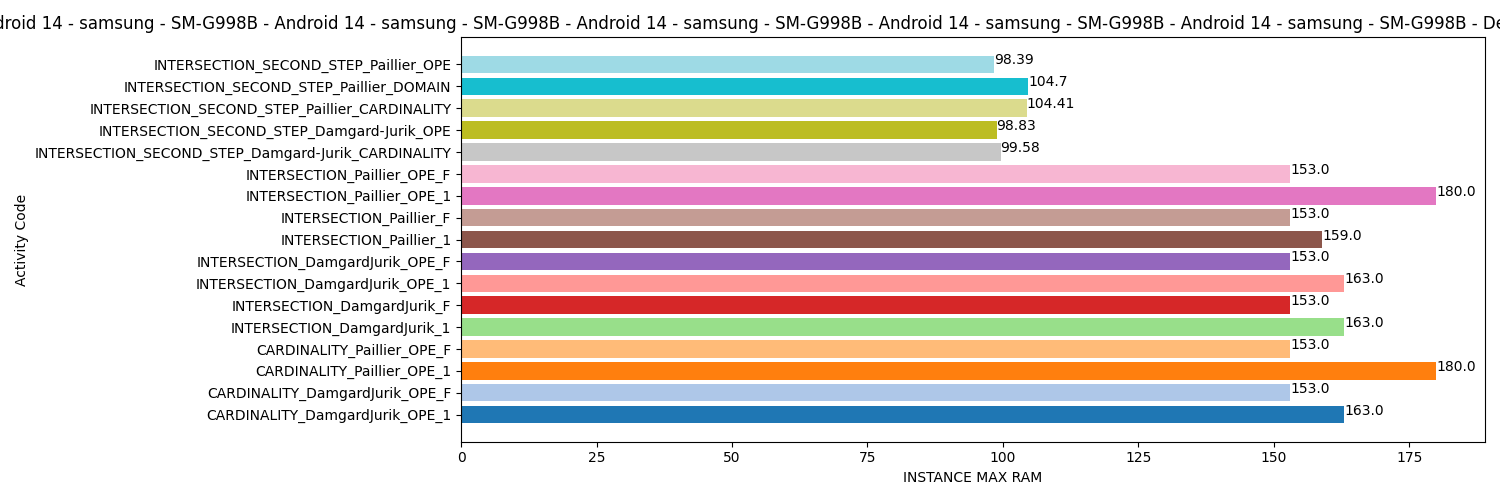 droid 14 - samsung - SM-G998B - Android 14 - samsung - SM-G998B - Android 14 - samsung - SM-G998B - Android 14 - samsung - SM-G998B - Android 14 - samsung - SM-G998B - De
INTERSECTION_SECOND_STEP_Paillier_OPE 98.39
INTERSECTION_SECOND_STEP_Paillier_DOMAIN 104.7
INTERSECTION_SECOND_STEP_Paillier_CARDINALITY 104.41
INTERSECTION_SECOND_STEP_Damgard-Jurik_OPE 98.83
INTERSECTION_SECOND_STEP_Damgard-Jurik_CARDINALITY 99.58
INTERSECTION_Paillier_OPE_F 153.0
INTERSECTION_Paillier_OPE_1 180.0
INTERSECTION_Paillier_F 153.0
INTERSECTION_Paillier_1 159.0
INTERSECTION_DamgardJurik_OPE_F 153.0
INTERSECTION_DamgardJurik_OPE_1 163.0
INTERSECTION_DamgardJurik_F 153.0
INTERSECTION_DamgardJurik_1 163.0
CARDINALITY_Paillier_OPE_F 153.0
CARDINALITY_Paillier_OPE_1 180.0
CARDINALITY_DamgardJurik_OPE_F 153.0
CARDINALITY_DamgardJurik_OPE_1 163.0
Activity Code
0 25 50 75 100 125 150 175
INSTANCE MAX RAM